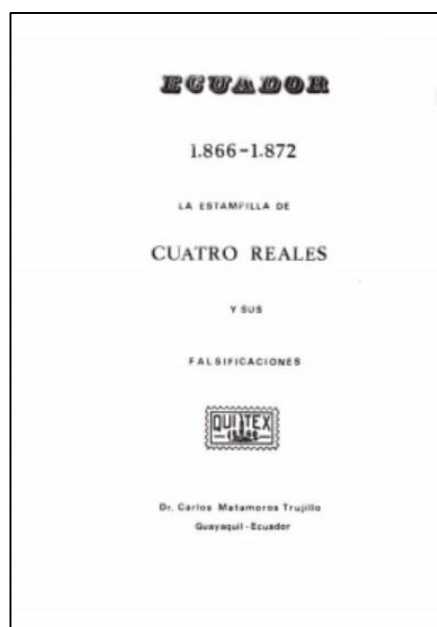 ECUADOR
1.866-1.872
LA ESTAMPILLA DE
CUATRO REALES
Y SUS
FALSIFICACIONES
QUITEX
Dr. Carlos Matamoros Trujillo
Guayaquil-Ecuador